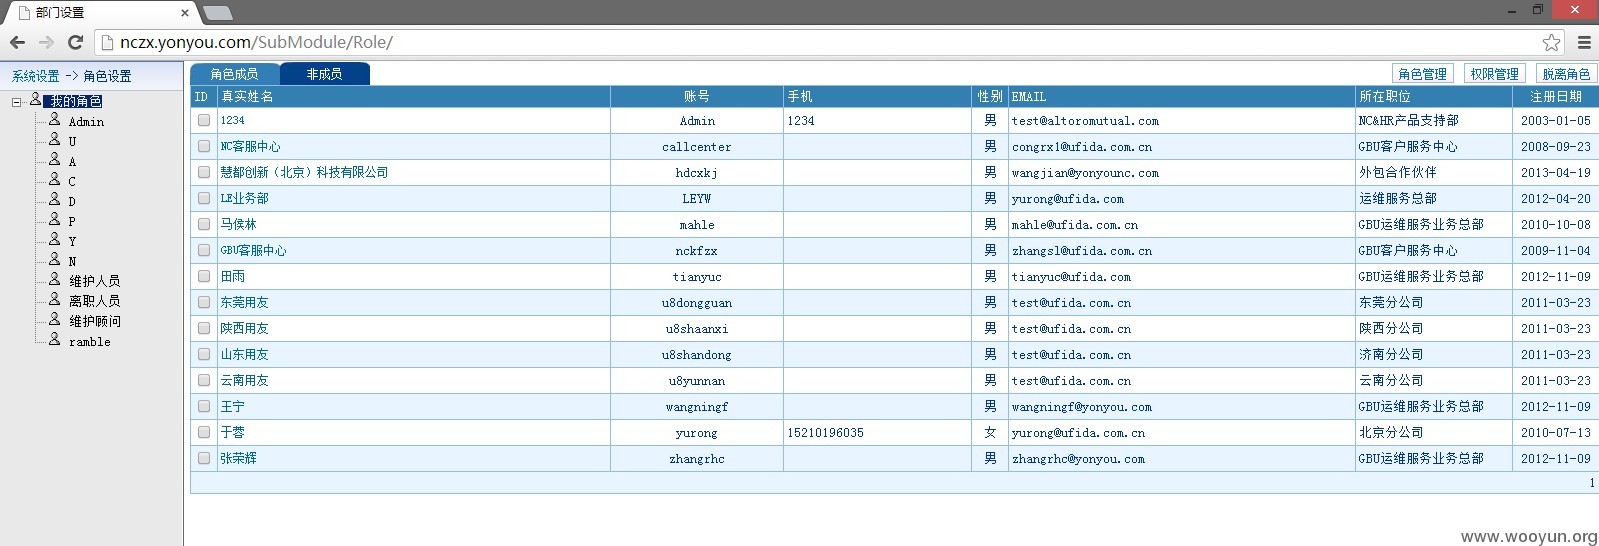 部门设置
nczx.yonyou.com/SubModule/Role/
系统设置 -> 角色设置
我的角色
Admin
U
A
C
D
P
Y
N
维护人员
离职人员
维护顾问
ramble
角色成员 非成员 角色管理 权限管理 脱离角色
ID 真实姓名 账号 手机 性别 EMAIL 所在职位 注册日期
1234 Admin 1234 男 test@altoromutual.com NC&HR产品支持部 2003-01-05
NC客服中心 callcenter 男 congrxl@ufida.com.cn GBU客户服务中心 2008-09-23
慧都创新（北京）科技有限公司 hdcxkj 男 wangjian@yonyounc.com 外包合作伙伴 2013-04-19
LE业务部 LEYW 男 yurong@ufida.com 运维服务总部 2012-04-20
马侯林 mahle 男 mahle@ufida.com.cn GBU运维服务业务总部 2010-10-08
GBU客服中心 nckfzx 男 zhangsl@ufida.com.cn GBU客户服务中心 2009-11-04
田雨 tianyuc 男 tianyuc@ufida.com GBU运维服务业务总部 2012-11-09
东莞用友 u8dongguan 男 test@ufida.com.cn 东莞分公司 2011-03-23
陕西用友 u8shaanxi 男 test@ufida.com.cn 陕西分公司 2011-03-23
山东用友 u8shandong 男 test@ufida.com.cn 济南分公司 2011-03-23
云南用友 u8yunnan 男 test@ufida.com.cn 云南分公司 2011-03-23
王宁 wangningf 男 wangningf@yonyou.com GBU运维服务业务总部 2012-11-09
于蓉 yurong 15210196035 女 yurong@ufida.com.cn 北京分公司 2010-07-13
张荣辉 zhangrhc 男 zhangrhc@yonyou.com GBU运维服务业务总部 2012-11-09
1
www.wooyun.org